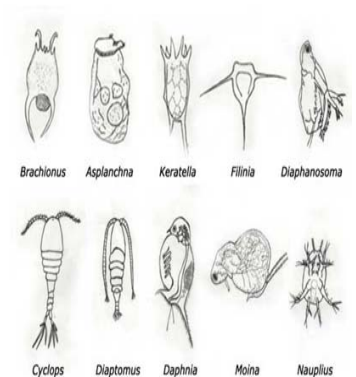 Brachionus Asplanchna Keratella Filinia Diaphanosoma
Cyclops Diaptomus Daphnia Moina Nauplius